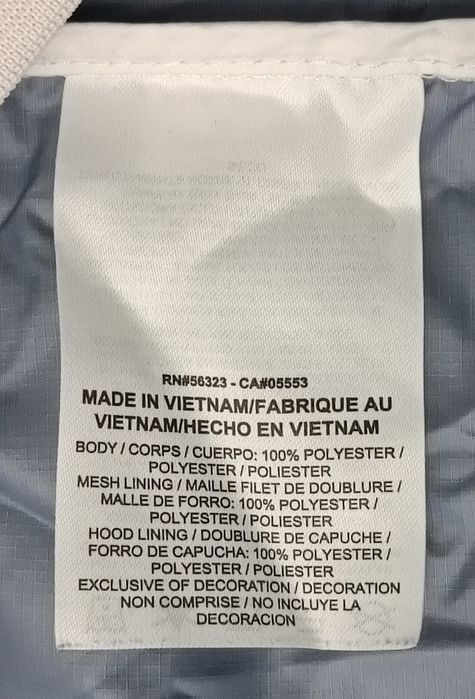 RN#56323 - CA#05553
MADE IN VIETNAM/FABRIQUE AU
VIETNAM/HECHO EN VIETNAM
BODY / CORPS / CUERPO: 100% POLYESTER /
POLYESTER / POLIESTER
MESH LINING / MAILLE FILET DE DOUBLURE /
MALLE DE FORRO: 100% POLYESTER /
POLYESTER / POLIESTER
HOOD LINING / DOUBLURE DE CAPUCHE /
FORRO DE CAPUCHA: 100% POLYESTER /
POLYESTER / POLIESTER
EXCLUSIVE OF DECORATION / DECORATION
NON COMPRISE / NO INCLUYE LA
DECORACION